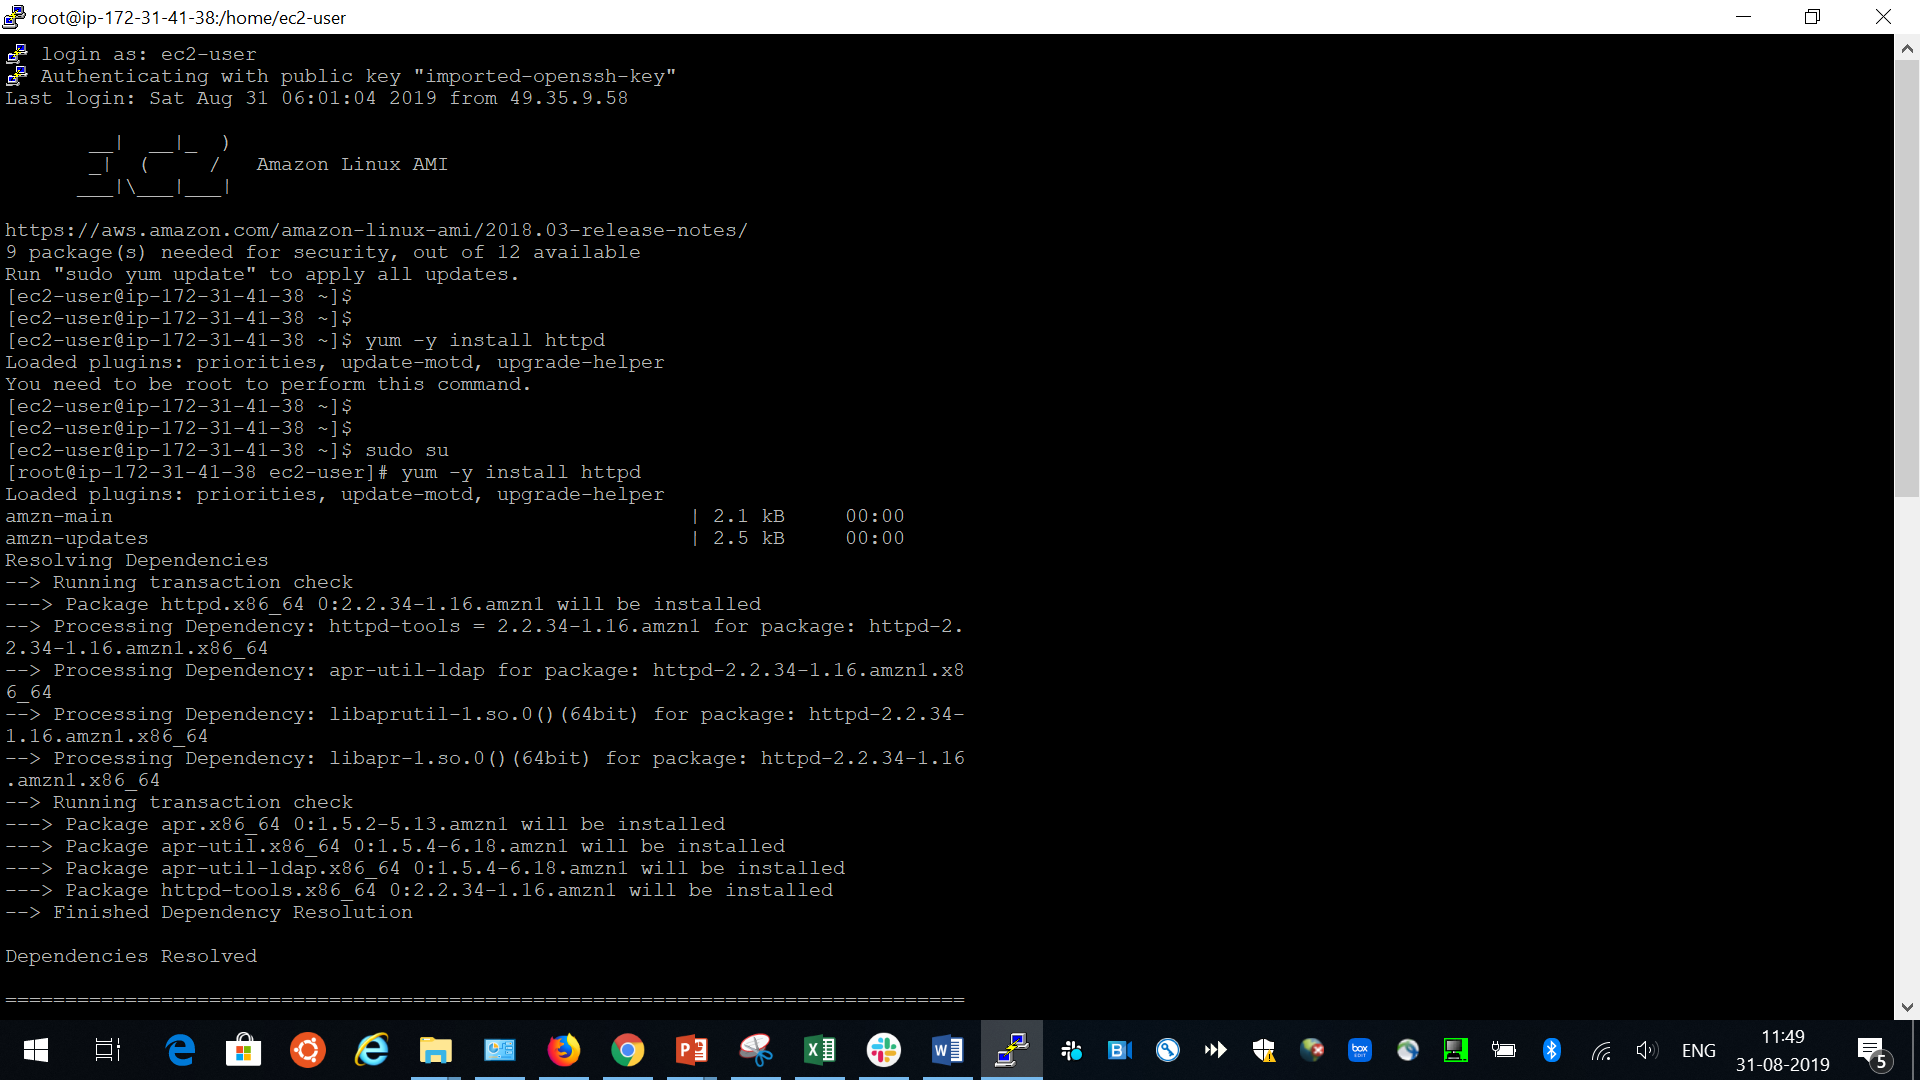 root@ip-172-31-41-38:/home/ec2-user
login as: ec2-user
Authenticating with public key "imported-openssh-key"
Last login: Sat Aug 31 06:01:04 2019 from 49.35.9.58
__|  __|_  )
_|  (     /   Amazon Linux AMI
___|\___|___|
https://aws.amazon.com/amazon-linux-ami/2018.03-release-notes/
9 package(s) needed for security, out of 12 available
Run "sudo yum update" to apply all updates.
[ec2-user@ip-172-31-41-38 ~]$
[ec2-user@ip-172-31-41-38 ~]$
[ec2-user@ip-172-31-41-38 ~]$ yum -y install httpd
Loaded plugins: priorities, update-motd, upgrade-helper
You need to be root to perform this command.
[ec2-user@ip-172-31-41-38 ~]$
[ec2-user@ip-172-31-41-38 ~]$
[ec2-user@ip-172-31-41-38 ~]$ sudo su
[root@ip-172-31-41-38 ec2-user]# yum -y install httpd
Loaded plugins: priorities, update-motd, upgrade-helper
amzn-main | 2.1 kB 00:00
amzn-updates | 2.5 kB 00:00
Resolving Dependencies
--> Running transaction check
---> Package httpd.x86_64 0:2.2.34-1.16.amzn1 will be installed
--> Processing Dependency: httpd-tools = 2.2.34-1.16.amzn1 for package: httpd-2.
2.34-1.16.amzn1.x86_64
--> Processing Dependency: apr-util-ldap for package: httpd-2.2.34-1.16.amzn1.x8
6_64
--> Processing Dependency: libaprutil-1.so.0()(64bit) for package: httpd-2.2.34-
1.16.amzn1.x86_64
--> Processing Dependency: libapr-1.so.0()(64bit) for package: httpd-2.2.34-1.16
.amzn1.x86_64
--> Running transaction check
---> Package apr.x86_64 0:1.5.2-5.13.amzn1 will be installed
---> Package apr-util.x86_64 0:1.5.4-6.18.amzn1 will be installed
---> Package apr-util-ldap.x86_64 0:1.5.4-6.18.amzn1 will be installed
---> Package httpd-tools.x86_64 0:2.2.34-1.16.amzn1 will be installed
--> Finished Dependency Resolution
Dependencies Resolved
================================================================================
ENG
11:49
31-08-2019
5